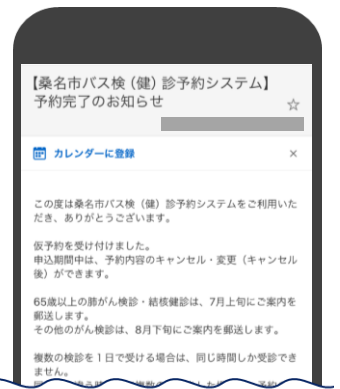 【桑名市バス検（健）診予約システム】
予約完了のお知らせ
カレンダーに登録
この度は桑名市バス検（健）診予約システムをご利用いた
だき、ありがとうございます。
仮予約を受け付けました。
申込期間中は、予約内容のキャンセル・変更（キャンセル
後）ができます。
65歳以上の肺がん検診・結核健診は、7月上旬にご案内を
郵送します。
その他のがん検診は、8月下旬にご案内を郵送します。
複数の検診を１日で受ける場合は、同じ時間しか受診でき
ません。